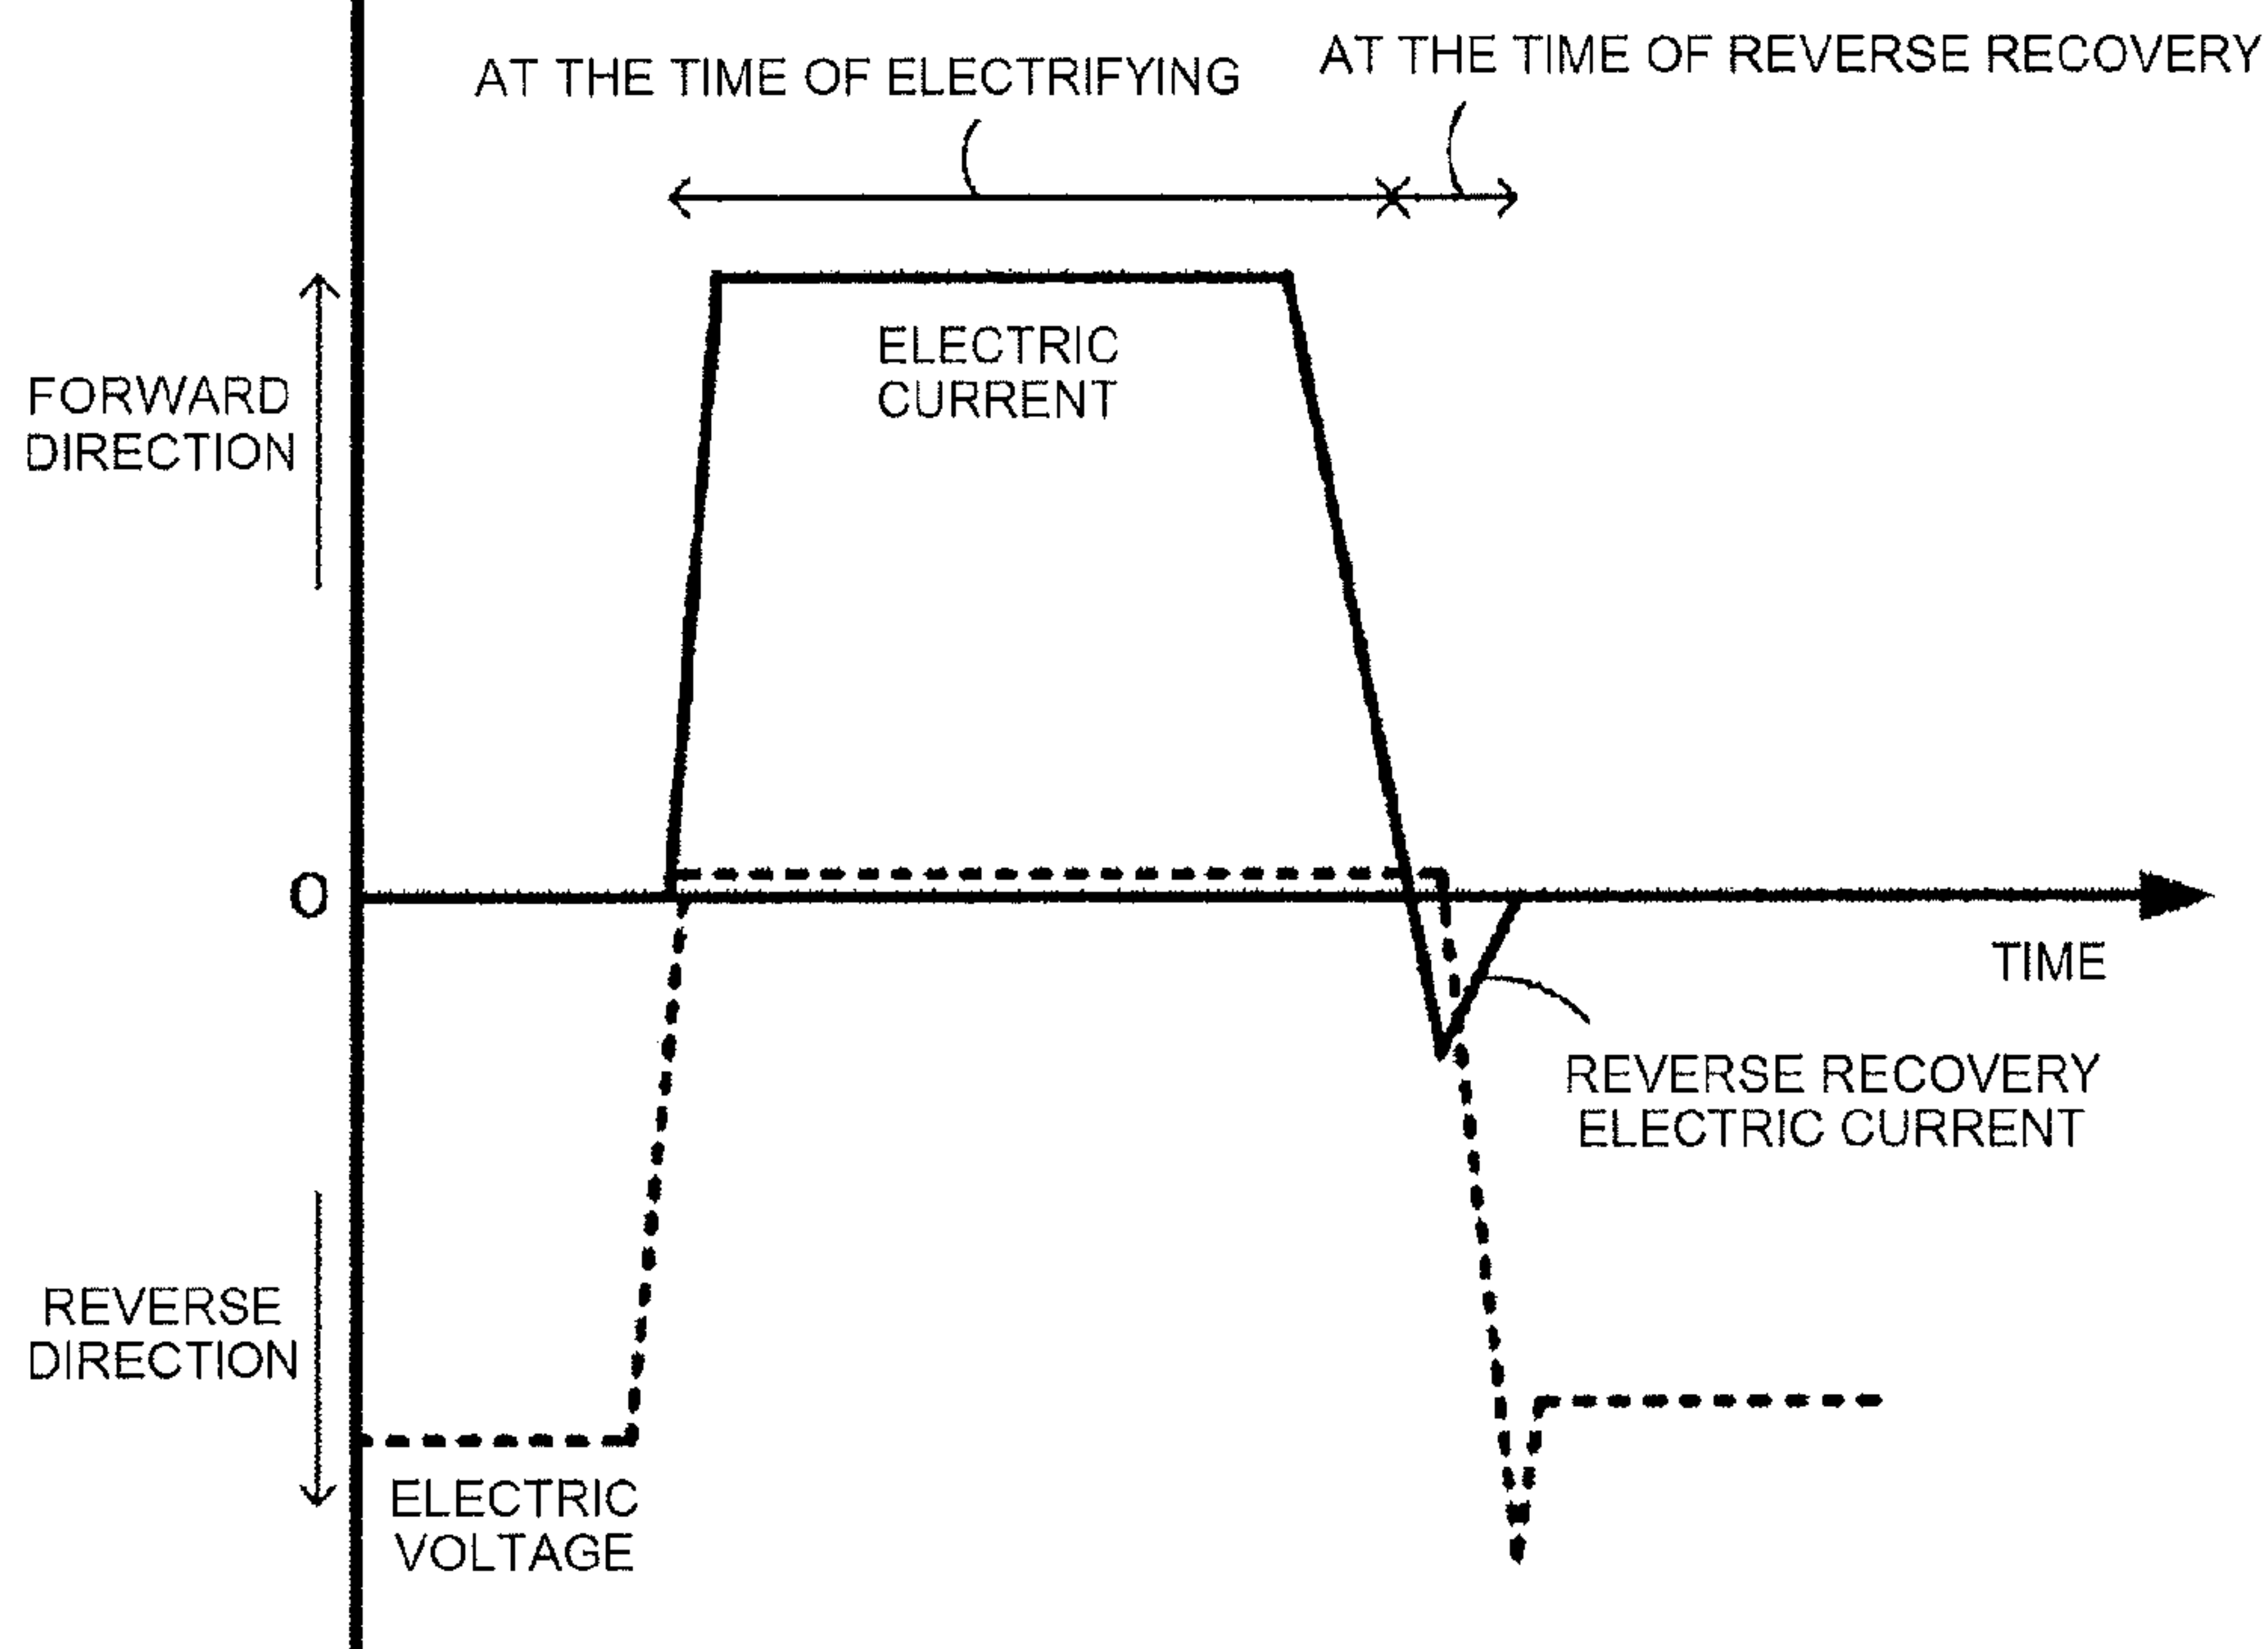 AT THE TIME OF ELECTRIFYING
AT THE TIME OF REVERSE RECOVERY
ELECTRIC
CURRENT
FORWARD
DIRECTION
0
TIME
REVERSE RECOVERY
ELECTRIC CURRENT
REVERSE
DIRECTION
ELECTRIC
VOLTAGE